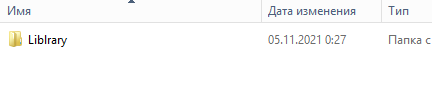 Имя Дата изменения Тип
Liblrary 05.11.2021 0:27 Папка с